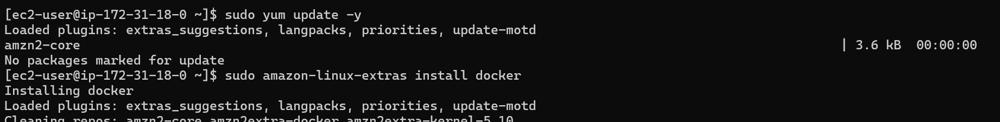 [ec2-user@ip-172-31-18-0 ~]$ sudo yum update -y
Loaded plugins: extras_suggestions, langpacks, priorities, update-motd
amzn2-core | 3.6 kB 00:00:00
No packages marked for update
[ec2-user@ip-172-31-18-0 ~]$ sudo amazon-linux-extras install docker
Installing docker
Loaded plugins: extras_suggestions, langpacks, priorities, update-motd
Cleaning repos: amzn2-core amzn2extra-docker amzn2extra-kernel-5.10